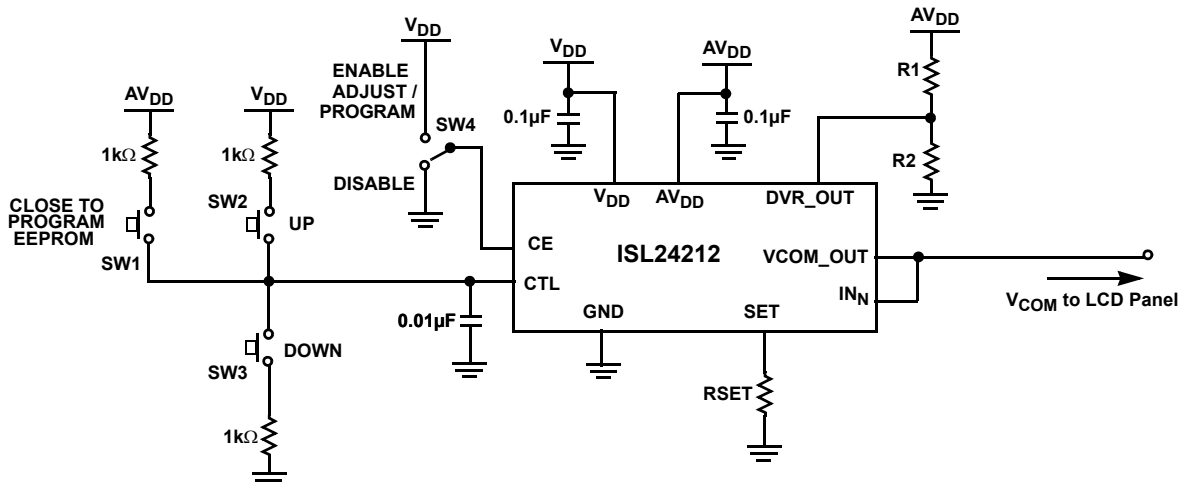 VDD
VDD
AVDD
AVDD
ENABLE
ADJUST /
PROGRAM
R1
AVDD
VDD
0.1µF
0.1µF
SW4
1kΩ
1kΩ
R2
DISABLE
CLOSE TO
PROGRAM
EEPROM
SW2
UP
VDD
AVDD
DVR_OUT
SW1
CE
ISL24212
VCOM_OUT
CTL
INN
VCOM to LCD Panel
0.01µF
GND
SET
DOWN
SW3
RSET
1kΩ